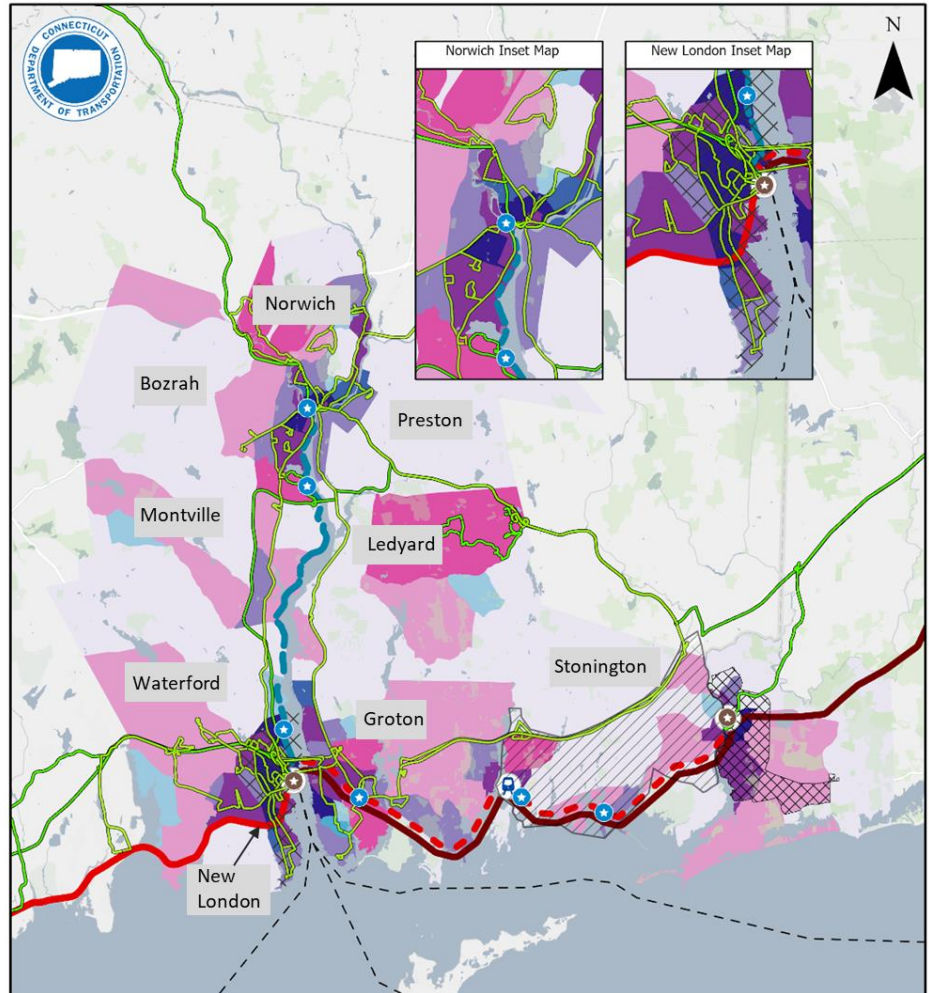 CONNECTICUT
DEPARTMENT OF TRANSPORTATION
Norwich Inset Map
New London Inset Map
N
Norwich
Bozrah
Preston
Montville
Ledyard
Stonington
Waterford
Groton
New
London